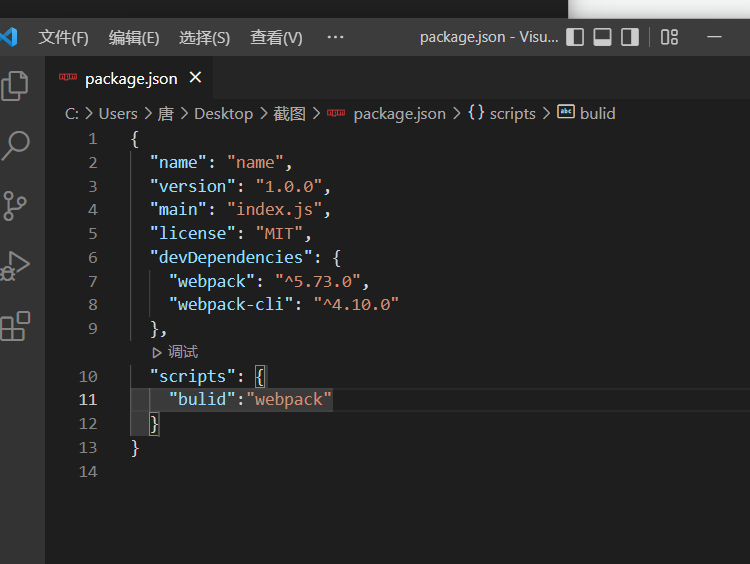 文件(F) 编辑(E) 选择(S) 查看(V) ··· package.json - Visu...
package.json
C: > Users > 唐 > Desktop > 截图 > package.json > {} scripts > abc bulid
1 {
2 "name": "name",
3 "version": "1.0.0",
4 "main": "index.js",
5 "license": "MIT",
6 "devDependencies": {
7 "webpack": "^5.73.0",
8 "webpack-cli": "^4.10.0"
9 },
调试
10 "scripts": {
11 "bulid":"webpack"
12 }
13 }
14